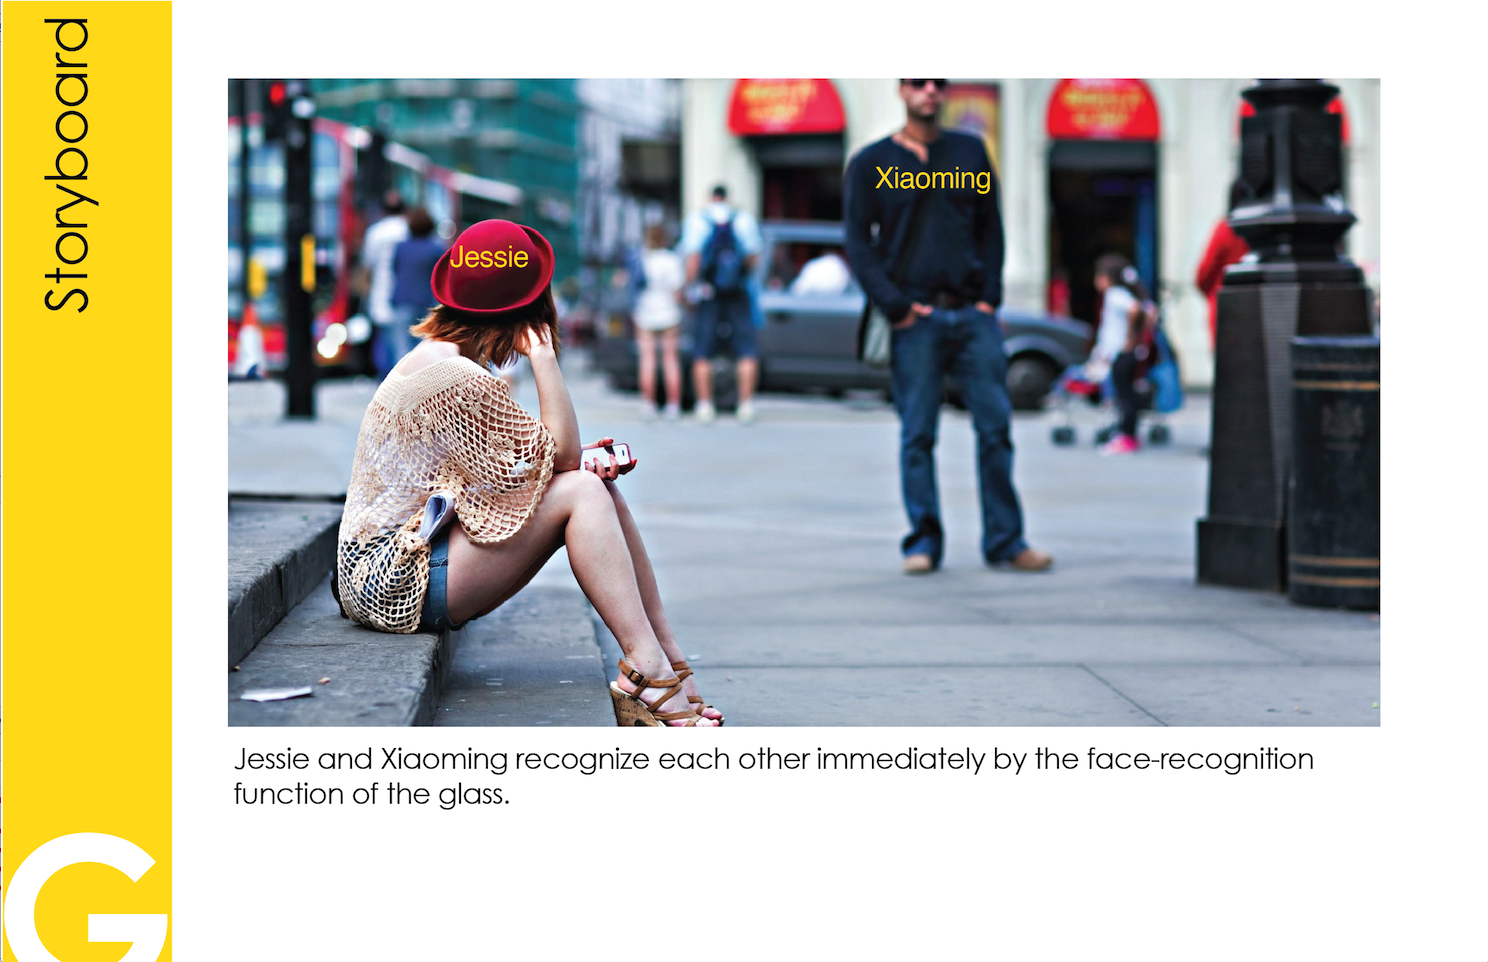 Storyboard
Jessie
Xiaoming
Jessie and Xiaoming recognize each other immediately by the face-recognition
function of the glass.
G